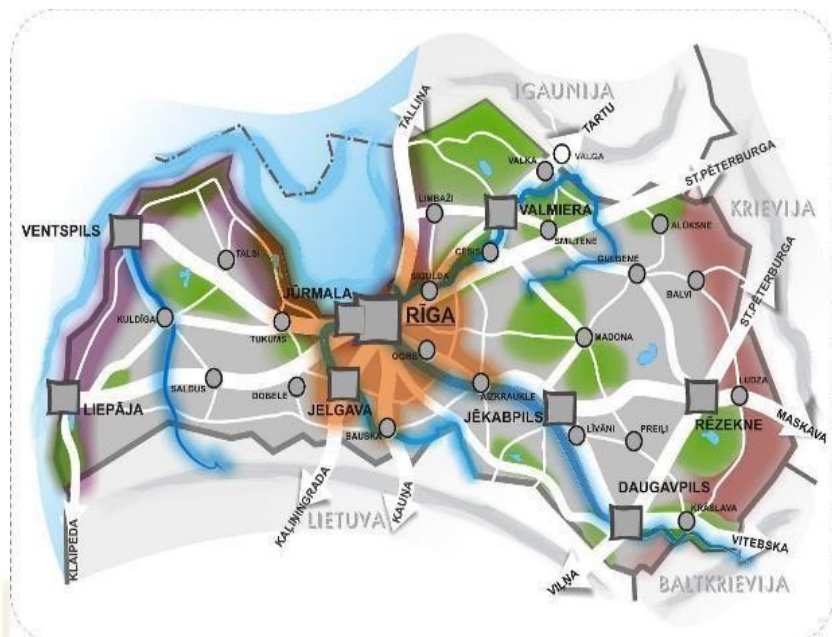 IGAUNIJA
TALLINA
TARTU
VALGA
VALKA
ST.PĒTERBURGA
KRIEVIJA
LIMBAŽI
VALMIERA
ALŪKSNE
SMILTENE
VENTSPILS
TALSI
CĒSIS
GULBENE
BALVI
SIGULDA
JŪRMALA
RĪGA
ST.PĒTERBURGA
KULDĪGA
TUKUMS
MADONA
OGRE
SALDUS
DOBELE
AIZKRAUKLE
LUDZA
LIEPĀJA
JELGAVA
JĒKABPILS
RĒZEKNE
MASKAVA
BAUSKA
LĪVĀNI
PREIĻI
DAUGAVPILS
KRĀSLAVA
KALIŅINGRADA
LIETUVA
KAUŅA
VITEBSKA
KLAIPĒDA
VIĻŅA
BALTKRIEVIJA